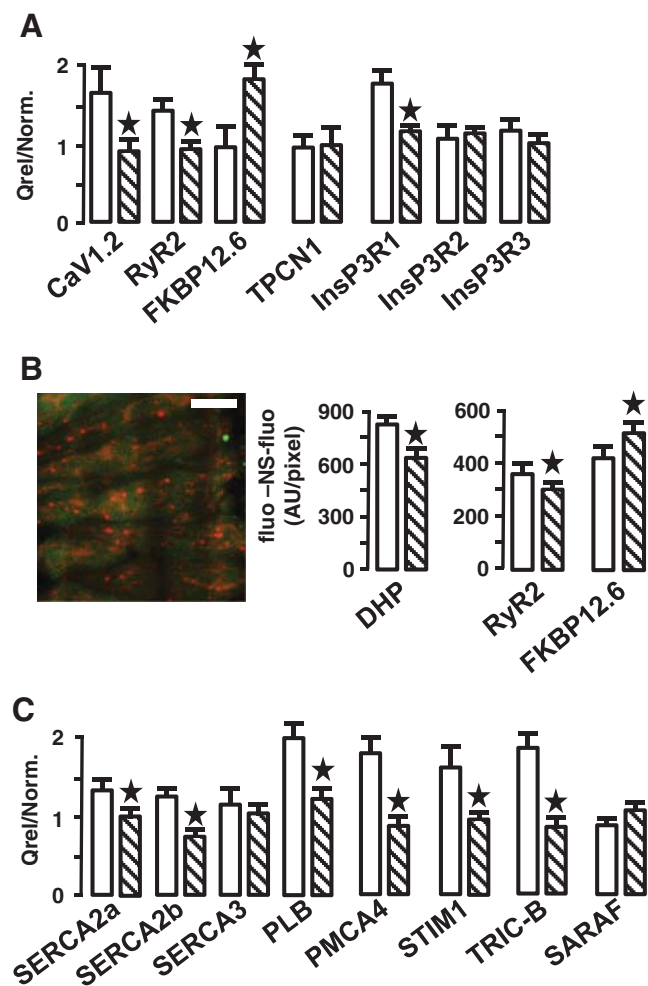 A
Qrel/Norm.
2
1
0
CaV1.2
RyR2
FKBP12.6
TPCN1
InsP3R1
InsP3R2
InsP3R3
B
fluo –NS-fluo
(AU/pixel)
900
600
300
0
DHP
600
400
200
0
RyR2
FKBP12.6
C
Qrel/Norm.
2
1
0
SERCA2a
SERCA2b
SERCA3
PLB
PMCA4
STIM1
TRIC-B
SARAF